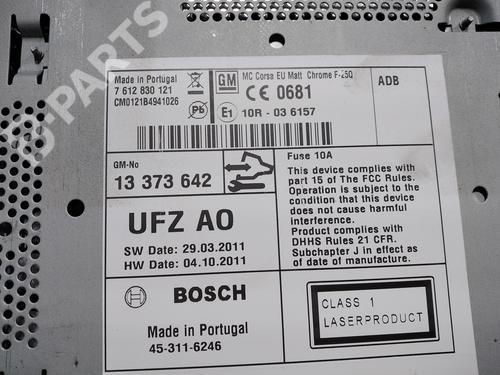 B-PARTS
Made in Portugal
7 612 830 121
CM0121B4941026
GM
MC Corsa EU Matt Chrome F-25Q
CE 0681
ADB
Pb
E1
10R - 03 6157
GM-No
13 373 642
Fuse 10A
This device complies with
part 15 of The FCC Rules.
Operation is subject to the
condition that this device
does not cause harmful
interference.
Product complies with
DHHS Rules 21 CFR.
Subchapter J in effect as
of date of manufacture.
UFZ AO
SW Date: 29.03.2011
HW Date: 04.10.2011
BOSCH
Made in Portugal
45-311-6246
CLASS 1
LASERPRODUCT